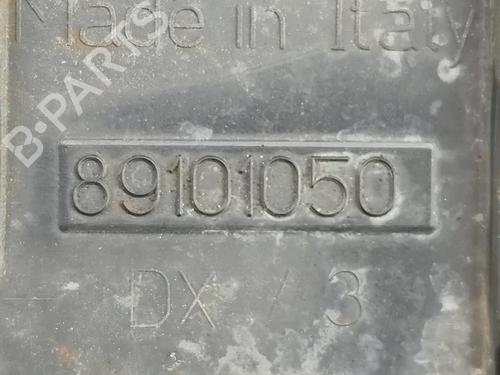 Made in Italy
B-PARTS
89101050
DX / 3